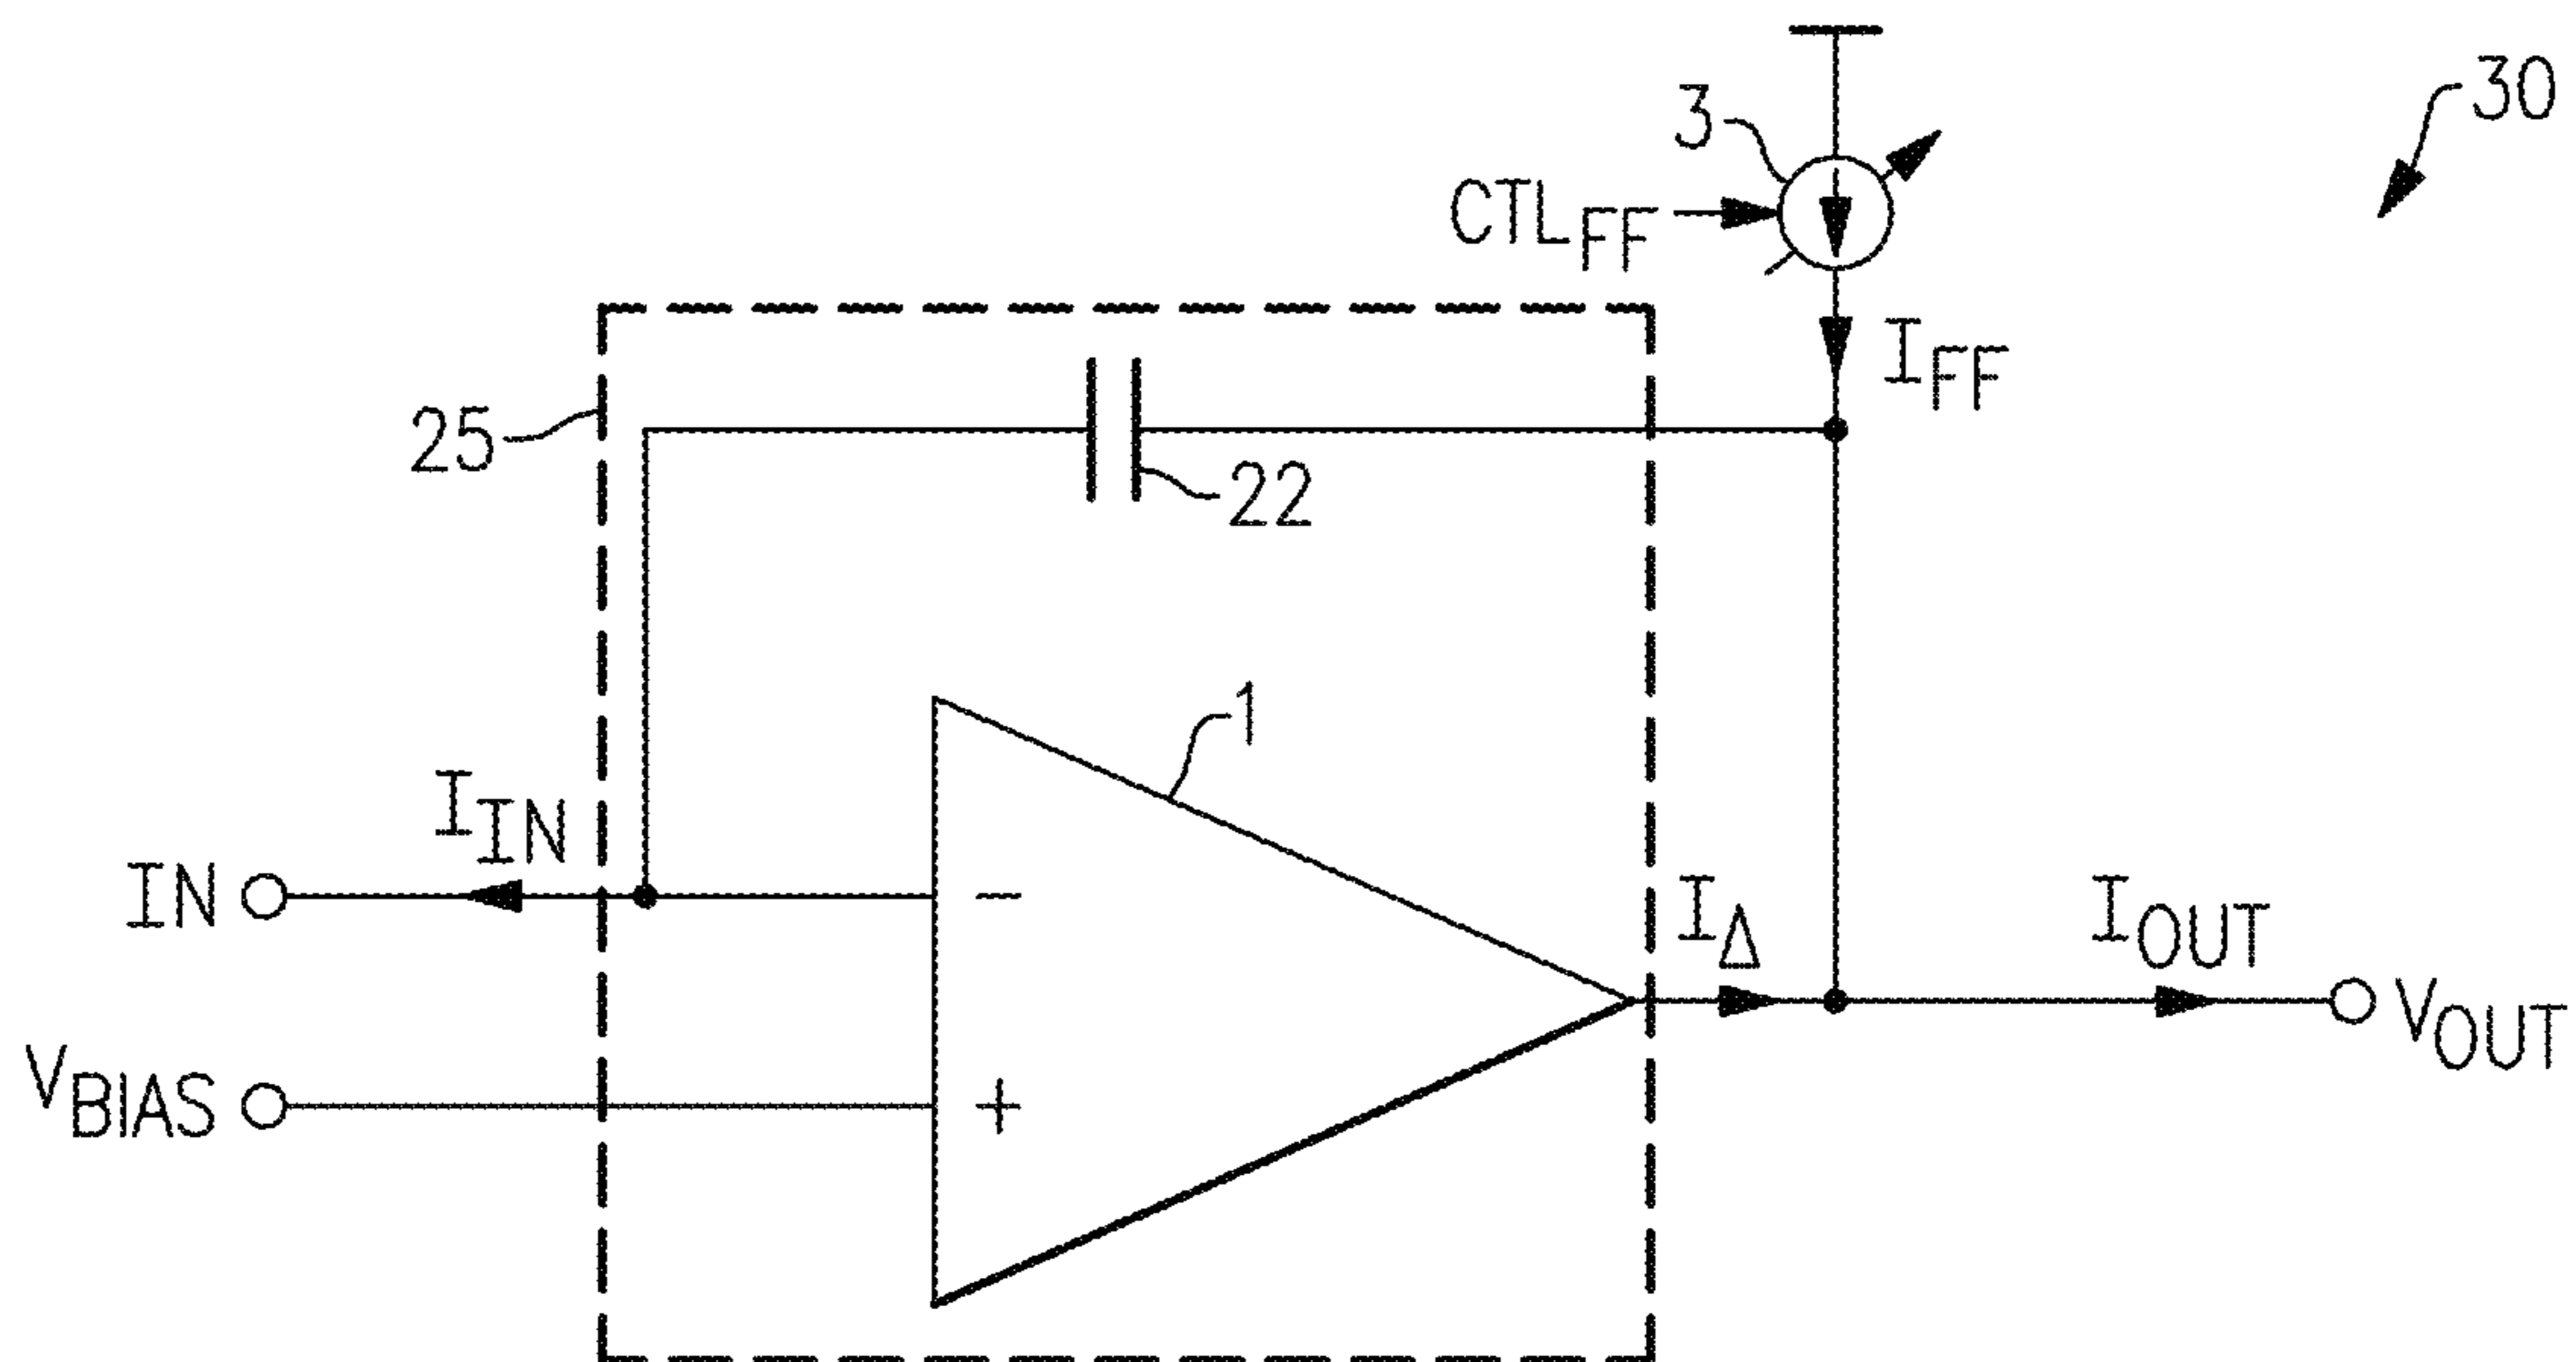 30
3
CTL_FF
I_FF
25
22
1
I_IN
IN
−
I_Δ
I_OUT
V_OUT
V_BIAS
+